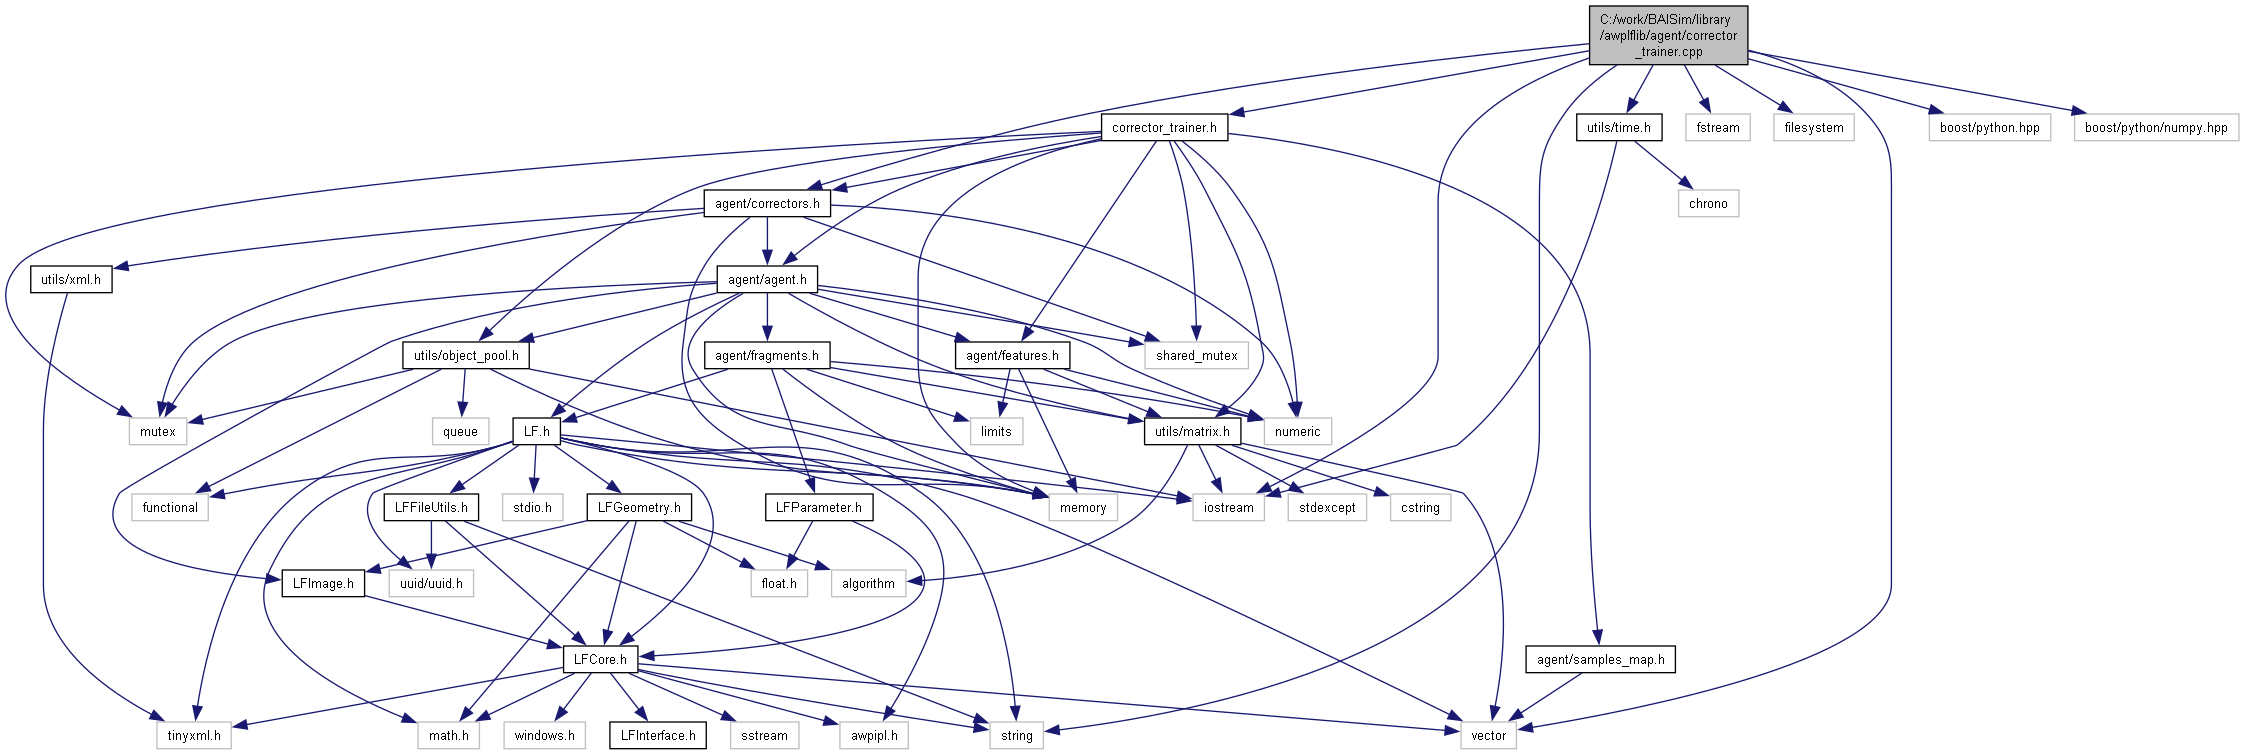 C:/work/BAISim/library
/awplflib/agent/corrector
_trainer.cpp
corrector_trainer.h
utils/time.h
fstream
filesystem
boost/python.hpp
boost/python/numpy.hpp
agent/correctors.h
chrono
utils/xml.h
agent/agent.h
utils/object_pool.h
agent/fragments.h
agent/features.h
shared_mutex
mutex
queue
LF.h
limits
utils/matrix.h
numeric
functional
LFFileUtils.h
stdio.h
LFGeometry.h
LFParameter.h
memory
iostream
stdexcept
cstring
LFImage.h
uuid/uuid.h
float.h
algorithm
LFCore.h
agent/samples_map.h
tinyxml.h
math.h
windows.h
LFInterface.h
sstream
awpipl.h
string
vector